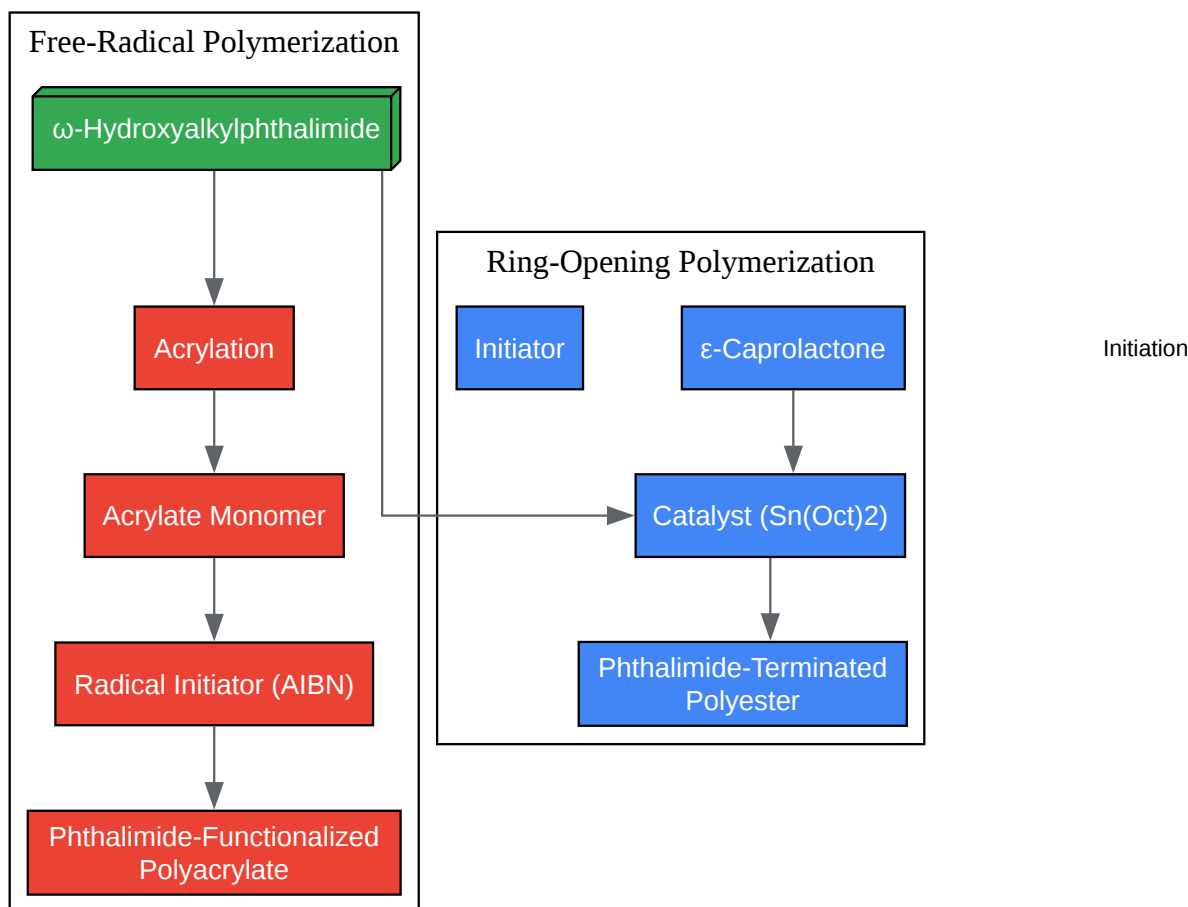 Free-Radical Polymerization
ω-Hydroxyalkylphthalimide
Acrylation
Acrylate Monomer
Radical Initiator (AIBN)
Phthalimide-Functionalized
Polyacrylate
Ring-Opening Polymerization
Initiator
ε-Caprolactone
Catalyst (Sn(Oct)2)
Phthalimide-Terminated
Polyester
Initiation